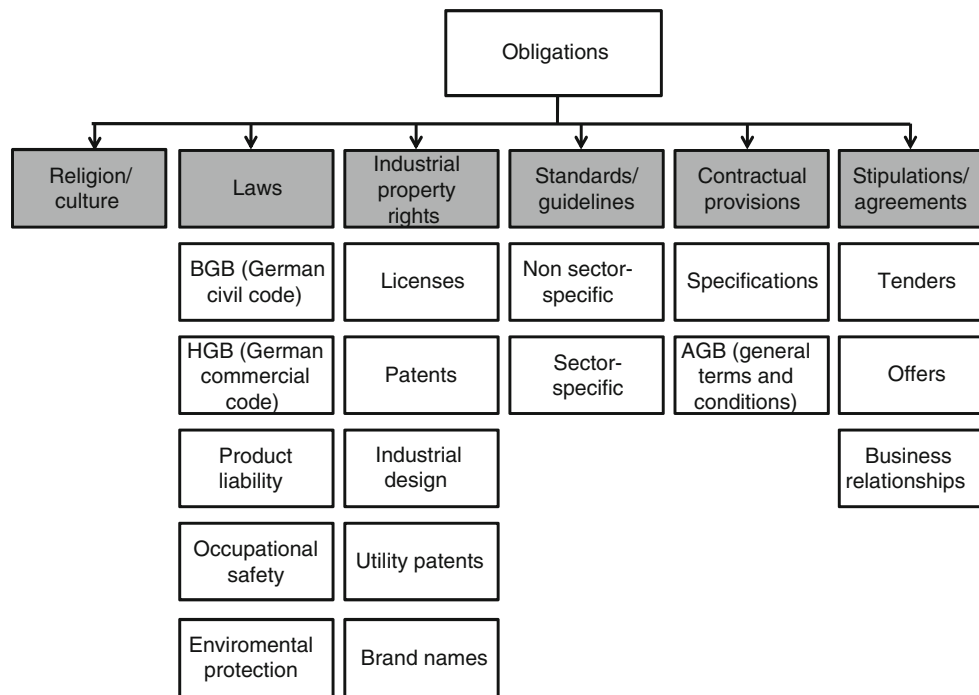 Obligations
Religion/
culture
Laws
Industrial
property
rights
Standards/
guidelines
Contractual
provisions
Stipulations/
agreements
BGB (German
civil code)
Licenses
Non sector-
specific
Specifications
Tenders
HGB (German
commercial
code)
Patents
Sector-
specific
AGB (general
terms and
conditions)
Offers
Product
liability
Industrial
design
Business
relationships
Occupational
safety
Utility patents
Enviromental
protection
Brand names